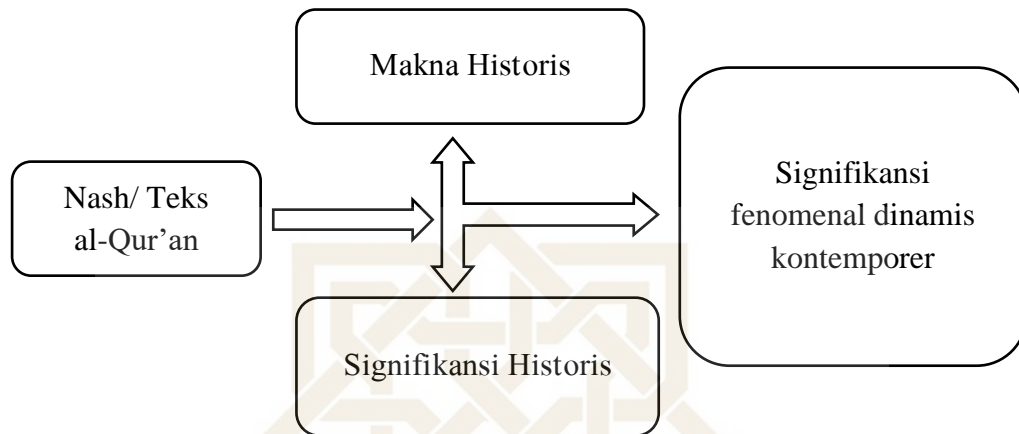 Makna Historis
Nash/ Teks
al-Qur’an
Signifikansi
fenomenal dinamis
kontemporer
Signifikansi Historis